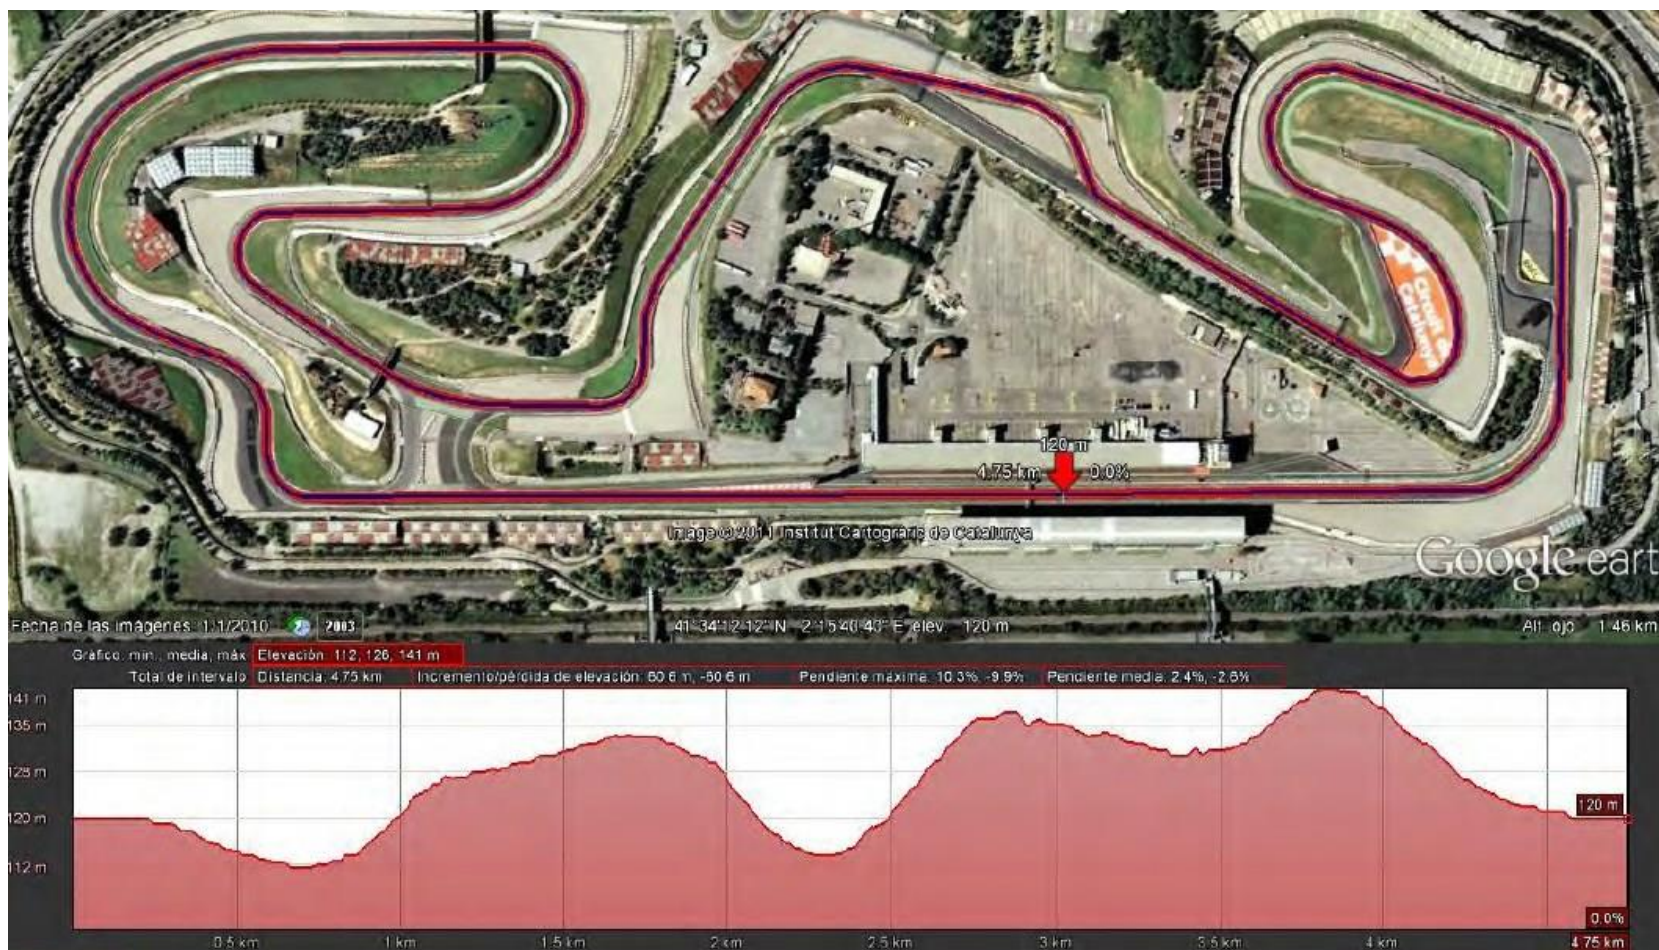 Circuit de
Catalunya
120 m
4.75 km 0.0%
Image © 2011 Institut Cartogràfic de Catalunya
Google eart
Fecha de las imágenes: 1/1/2010 2003 41°34'12.12" N 2°15'40.43" E elev. 120 m Alt. ojo 1.46 km
Gráfico: mín., media, máx Elevación: 112, 126, 141 m
Total de intervalo: Distancia: 4.75 km Incremento/pérdida de elevación: 60.6 m, -60.6 m Pendiente máxima: 10.3%, -9.9% Pendiente media: 2.4%, -2.6%
141 m
135 m
128 m
120 m
120 m
112 m
0.0%
0.5 km 1 km 1.5 km 2 km 2.5 km 3 km 3.5 km 4 km 4.75 km